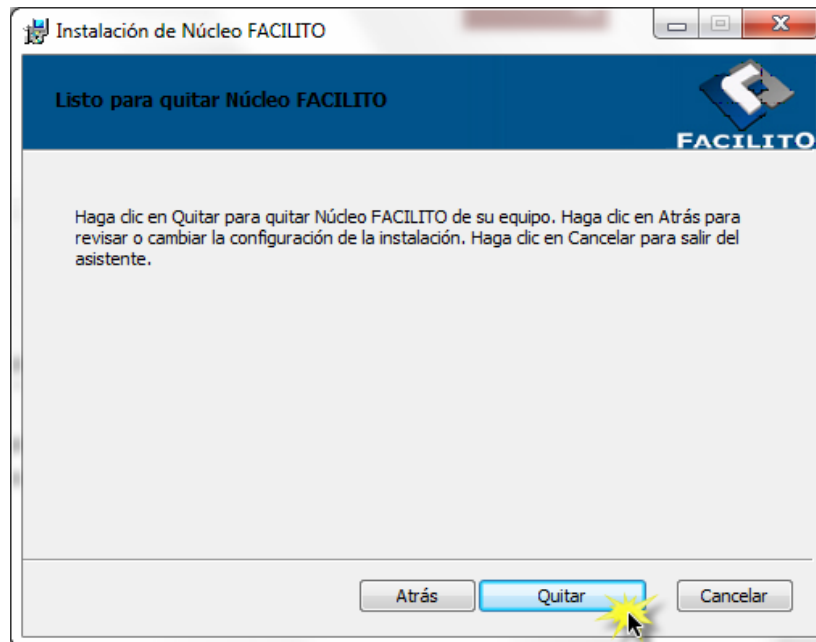 Instalación de Núcleo FACILITO
Listo para quitar Núcleo FACILITO
FACILITO
Haga clic en Quitar para quitar Núcleo FACILITO de su equipo. Haga clic en Atrás para
revisar o cambiar la configuración de la instalación. Haga clic en Cancelar para salir del
asistente.
Atrás
Quitar
Cancelar